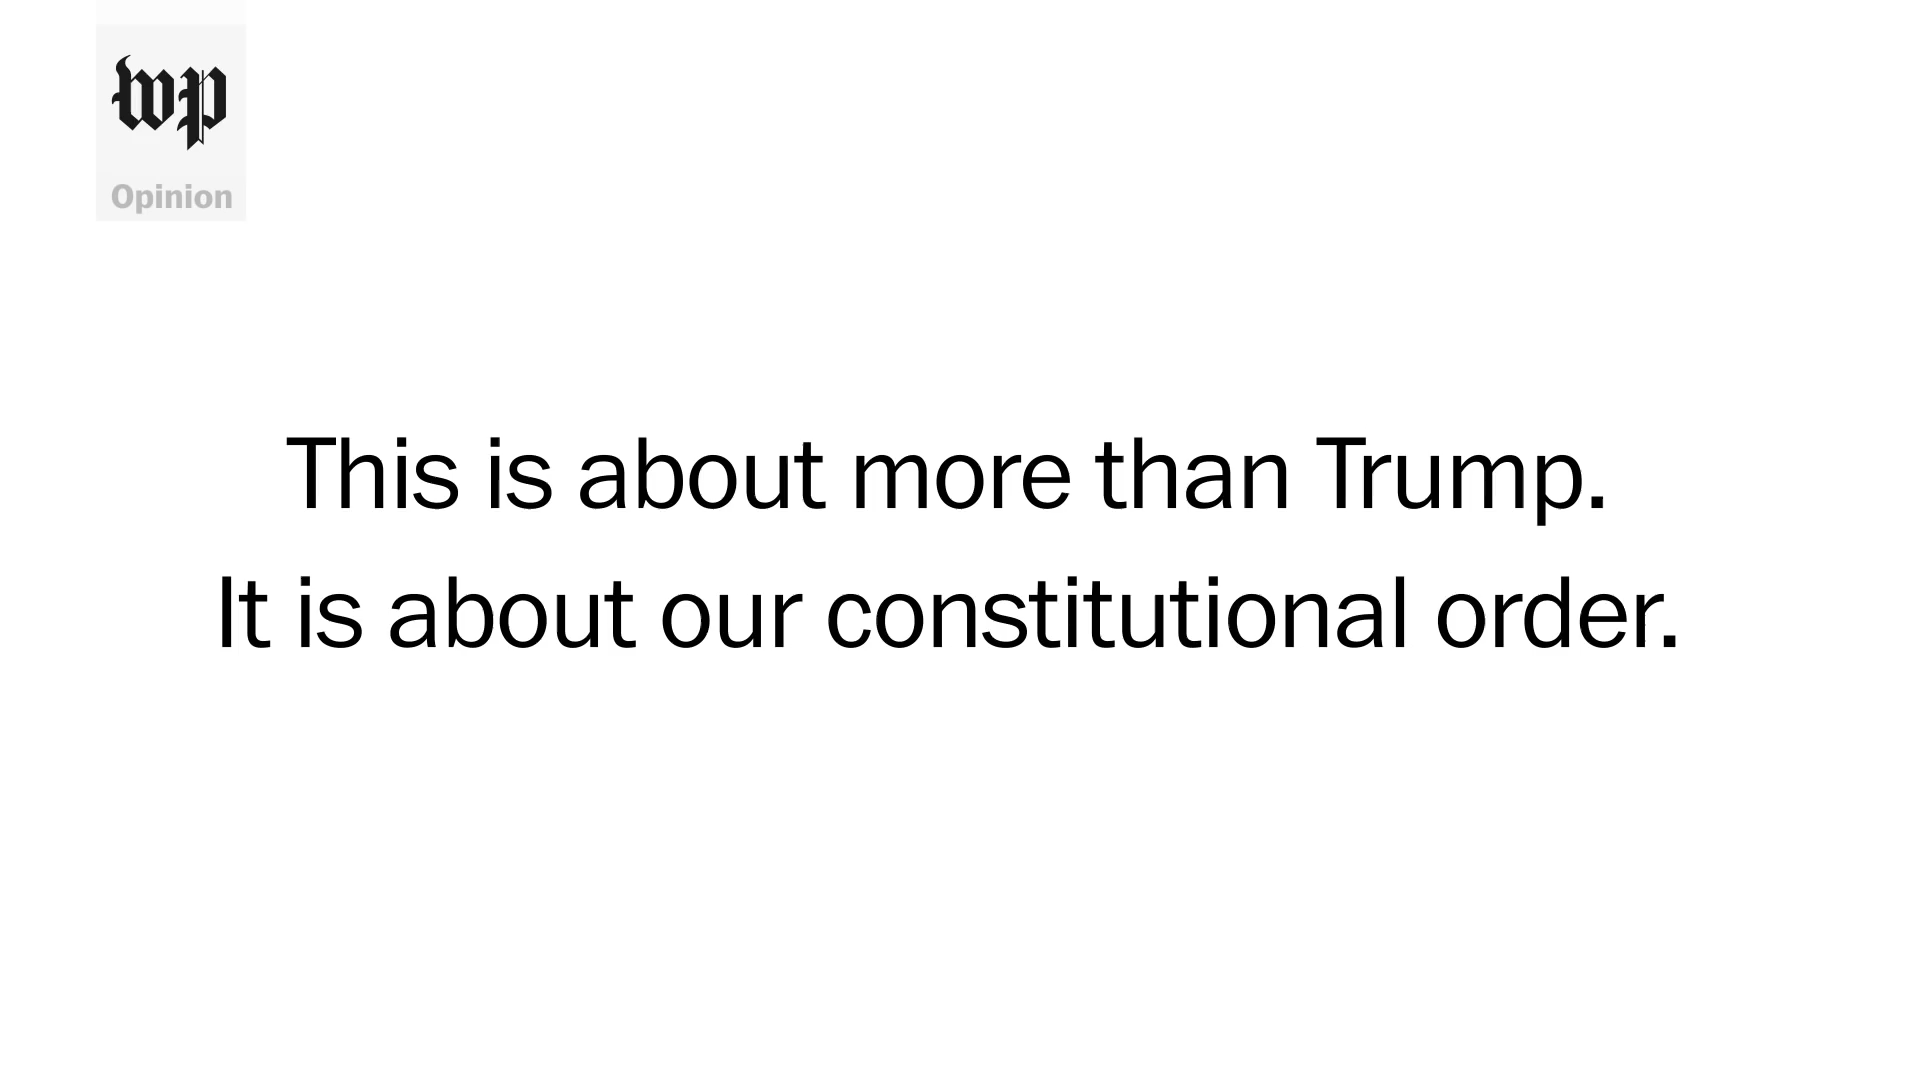 wp
Opinion
This is about more than Trump.
It is about our constitutional order.